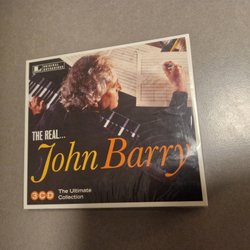 THE REAL...
John Barry
3CD
The Ultimate
Collection